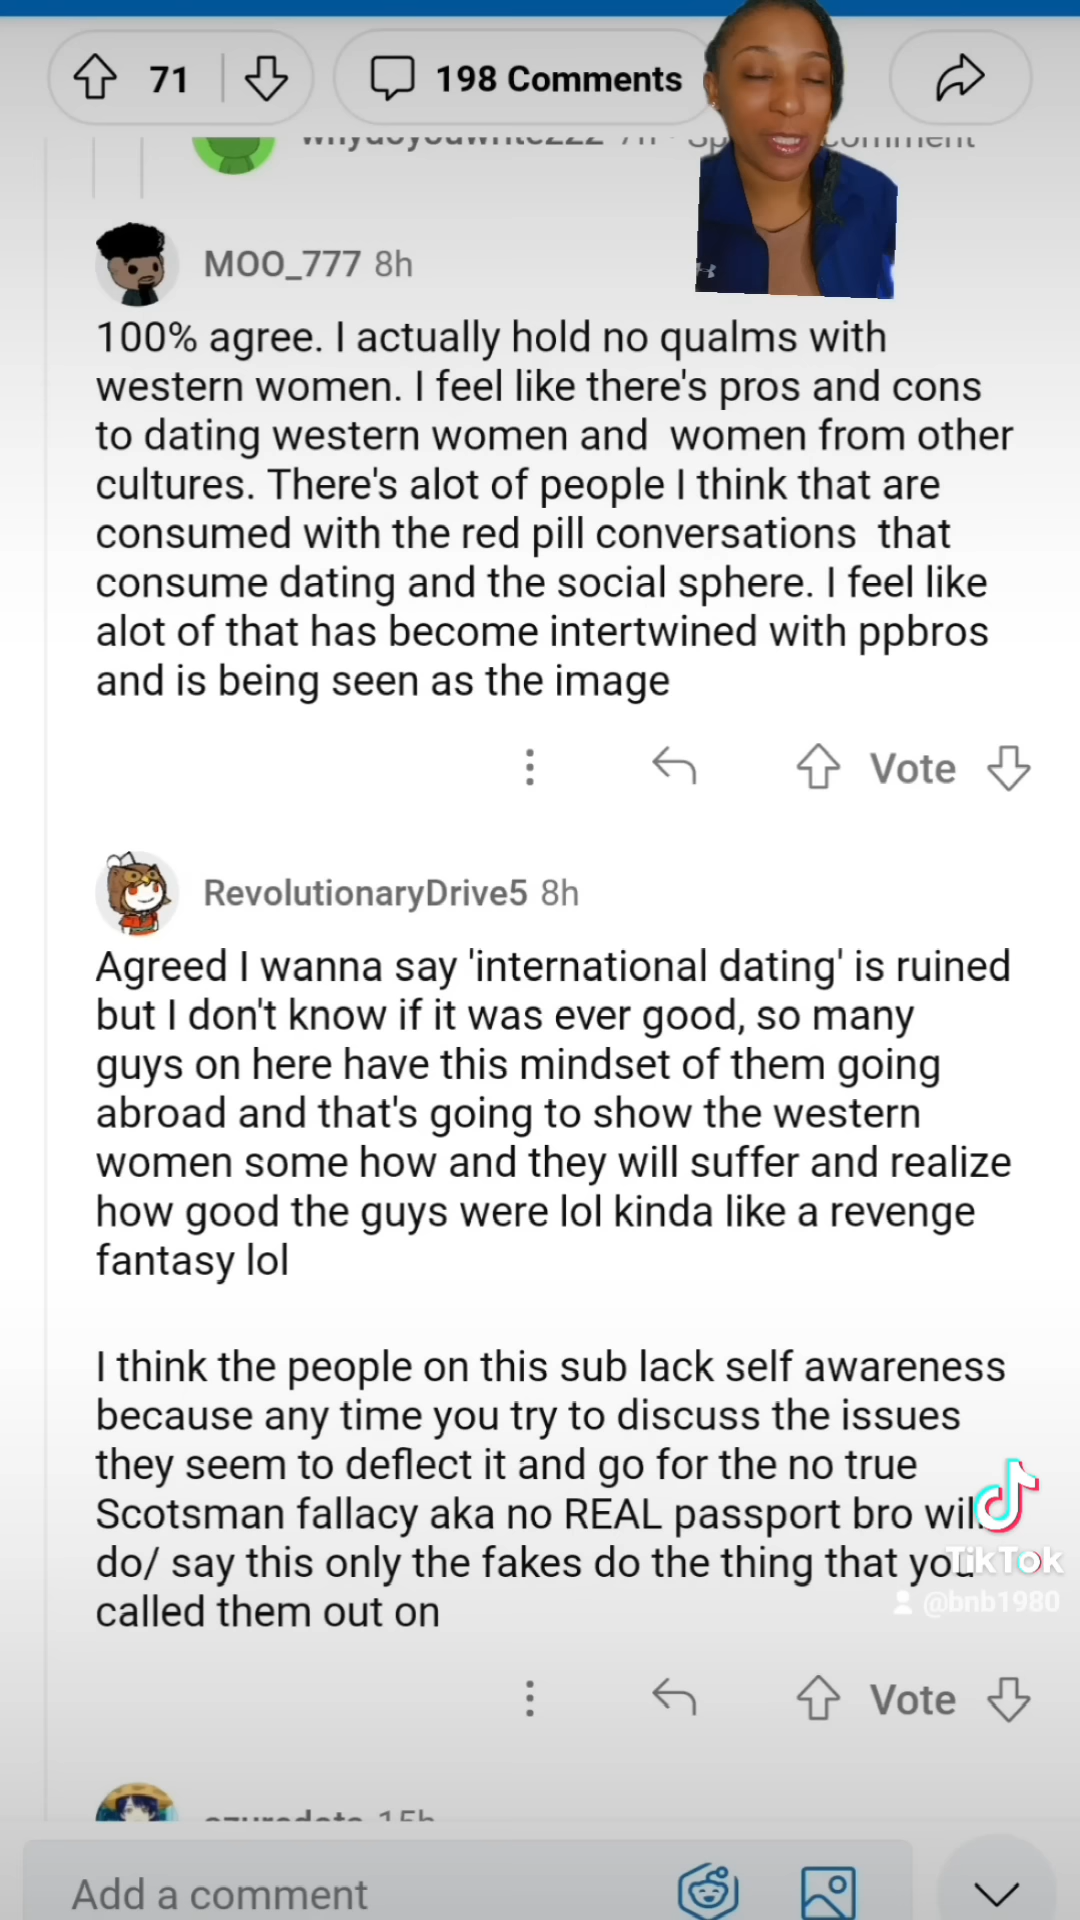 71
198 Comments
MOO_777 8h
100% agree. I actually hold no qualms with
western women. I feel like there's pros and cons
to dating western women and women from other
cultures. There's alot of people I think that are
consumed with the red pill conversations that
consume dating and the social sphere. I feel like
alot of that has become intertwined with ppbros
and is being seen as the image
Vote
RevolutionaryDrive5 8h
Agreed I wanna say 'international dating' is ruined
but I don't know if it was ever good, so many
guys on here have this mindset of them going
abroad and that's going to show the western
women some how and they will suffer and realize
how good the guys were lol kinda like a revenge
fantasy lol
I think the people on this sub lack self awareness
because any time you try to discuss the issues
they seem to deflect it and go for the no true
Scotsman fallacy aka no REAL passport bro will
do/ say this only the fakes do the thing that you
called them out on
TikTok
@bnb1980
Vote
15h
Add a comment